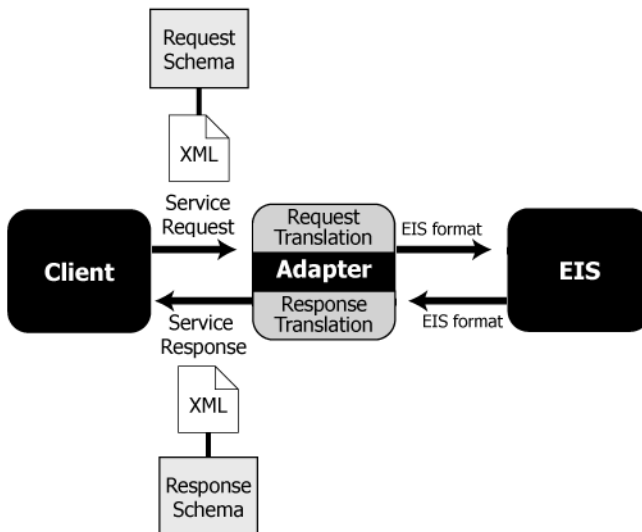 Request
Schema
XML
Service
Request
Request
Translation
EIS format
Client
Adapter
EIS
Response
Translation
EIS format
Service
Response
XML
Response
Schema